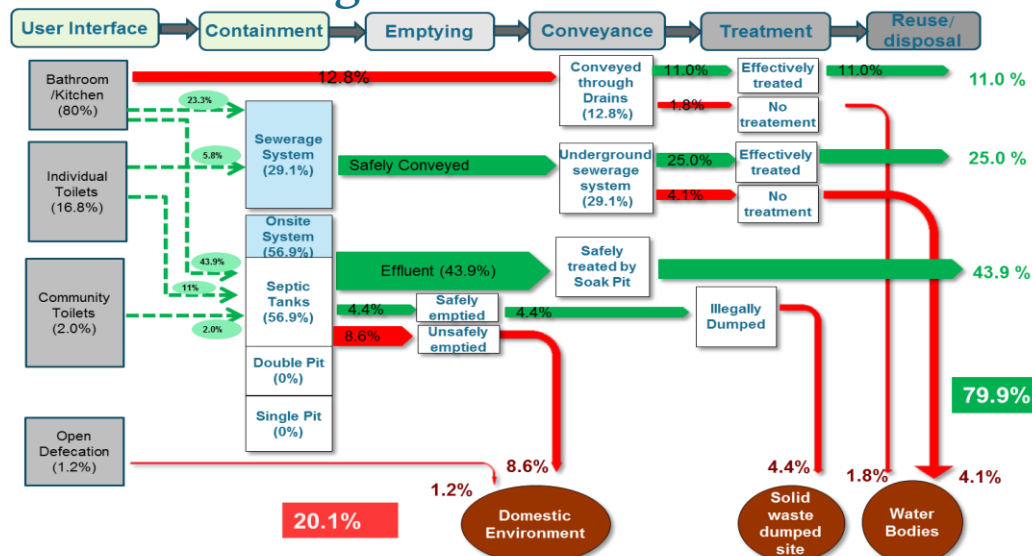 User Interface
Containment
Emptying
Conveyance
Treatment
Reuse/
disposal
Bathroom
/Kitchen
(80%)
12.8%
Conveyed
through
Drains
(12.8%)
11.0%
Effectively
treated
11.0%
11.0 %
1.8%
No
treatement
23.3%
Individual
Toilets
(16.8%)
5.8%
Sewerage
System
(29.1%)
Safely Conveyed
Underground
sewerage
system
(29.1%)
25.0%
Effectively
treated
25.0 %
4.1%
No
treatment
Onsite
System
(56.9%)
43.9%
11%
2.0%
Community
Toilets
(2.0%)
Septic
Tanks
(56.9%)
Effluent (43.9%)
Safely
treated by
Soak Pit
43.9 %
4.4%
Safely
emptied
4.4%
Illegally
Dumped
8.6%
Unsafely
emptied
Double Pit
(0%)
Single Pit
(0%)
79.9%
Open
Defecation
(1.2%)
1.2%
8.6%
4.4%
1.8%
4.1%
20.1%
Domestic
Environment
Solid
waste
dumped
site
Water
Bodies